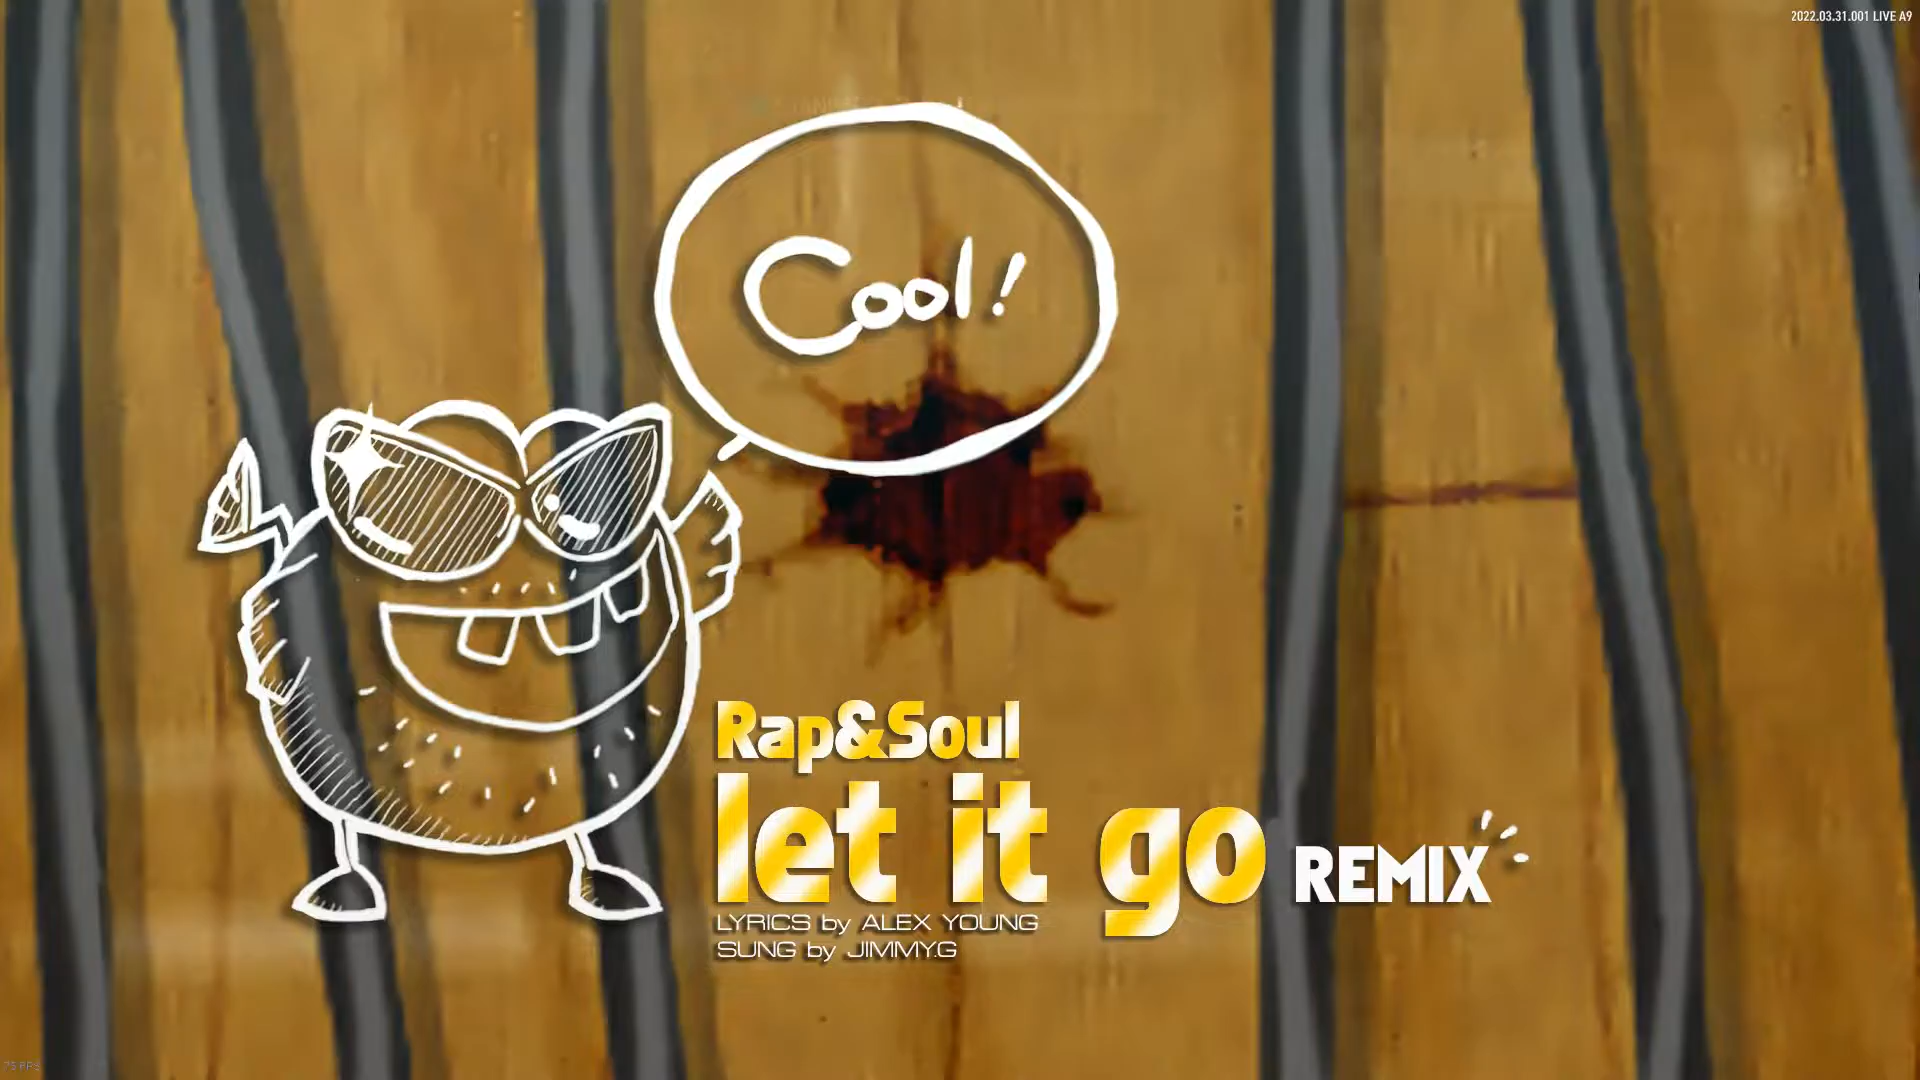 2022.03.31.001 LIVE A9
Cool!
Rap&Soul
let it go REMIX
LYRICS by ALEX YOUNG
SUNG by JIMMY.G